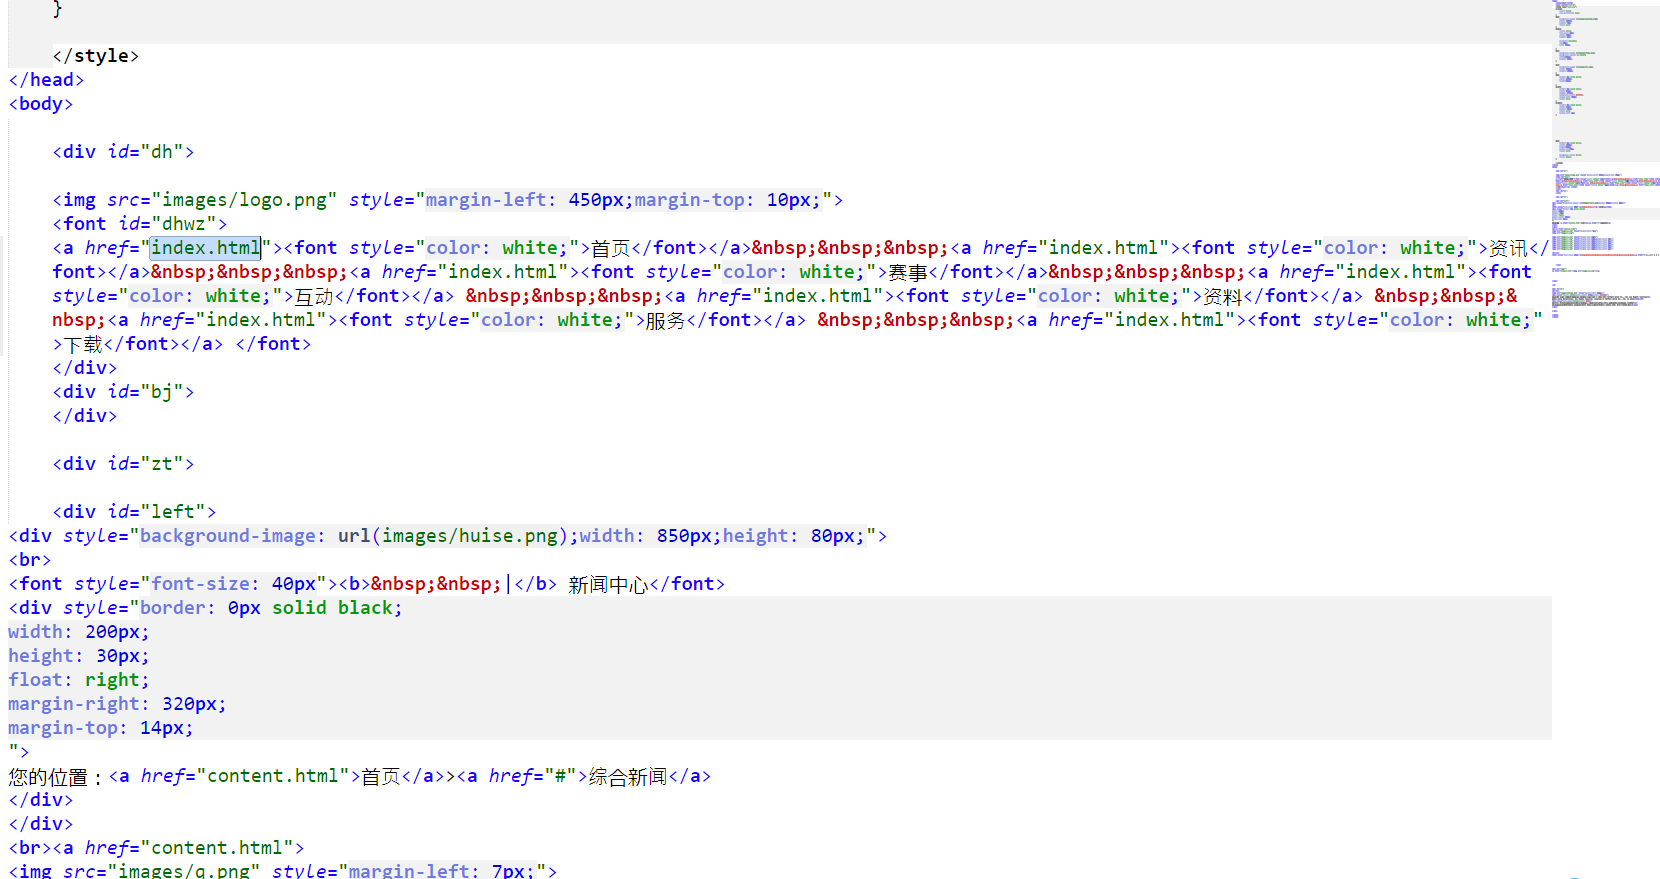 }
</style>
</head>
<body>
<div id="dh">
<img src="images/logo.png" style="margin-left: 450px;margin-top: 10px;">
<font id="dhwz">
<a href="index.html"><font style="color: white;">首页</font></a>&nbsp;&nbsp;&nbsp;<a href="index.html"><font style="color: white;">资讯</
font></a>&nbsp;&nbsp;&nbsp;<a href="index.html"><font style="color: white;">赛事</font></a>&nbsp;&nbsp;&nbsp;<a href="index.html"><font
style="color: white;">互动</font></a> &nbsp;&nbsp;&nbsp;<a href="index.html"><font style="color: white;">资料</font></a> &nbsp;&nbsp;&
nbsp;<a href="index.html"><font style="color: white;">服务</font></a> &nbsp;&nbsp;&nbsp;<a href="index.html"><font style="color: white;"
>下载</font></a> </font>
</div>
<div id="bj">
</div>
<div id="zt">
<div id="left">
<div style="background-image: url(images/huise.png);width: 850px;height: 80px;">
<br>
<font style="font-size: 40px"><b>&nbsp;&nbsp;|</b> 新闻中心</font>
<div style="border: 0px solid black;
width: 200px;
height: 30px;
float: right;
margin-right: 320px;
margin-top: 14px;
">
您的位置：<a href="content.html">首页</a>><a href="#">综合新闻</a>
</div>
</div>
<br><a href="content.html">
<img src="images/q.png" style="margin-left: 7px;">